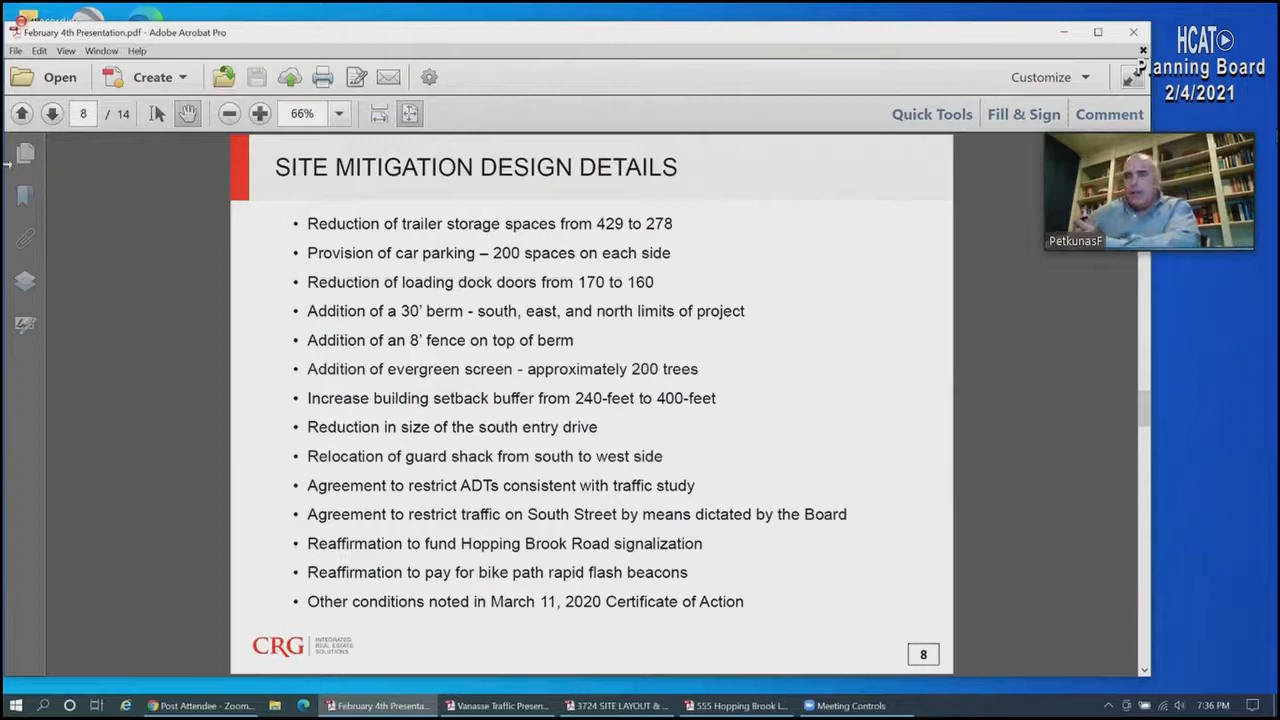 February 4th Presentation.pdf - Adobe Acrobat Pro
File Edit View Window Help
Open Create Customize
8 / 14 66% Quick Tools Fill & Sign Comment
HCAT
Planning Board
2/4/2021
PetkunasF
SITE MITIGATION DESIGN DETAILS
• Reduction of trailer storage spaces from 429 to 278
• Provision of car parking – 200 spaces on each side
• Reduction of loading dock doors from 170 to 160
• Addition of a 30’ berm - south, east, and north limits of project
• Addition of an 8’ fence on top of berm
• Addition of evergreen screen - approximately 200 trees
• Increase building setback buffer from 240-feet to 400-feet
• Reduction in size of the south entry drive
• Relocation of guard shack from south to west side
• Agreement to restrict ADTs consistent with traffic study
• Agreement to restrict traffic on South Street by means dictated by the Board
• Reaffirmation to fund Hopping Brook Road signalization
• Reaffirmation to pay for bike path rapid flash beacons
• Other conditions noted in March 11, 2020 Certificate of Action
CRG INTEGRATED
REAL ESTATE
SOLUTIONS
8
Post Attendee - Zoom... February 4th Presenta... Vanasse Traffic Presen... 3724 SITE LAYOUT & ... 555 Hopping Brook L... Meeting Controls 7:36 PM